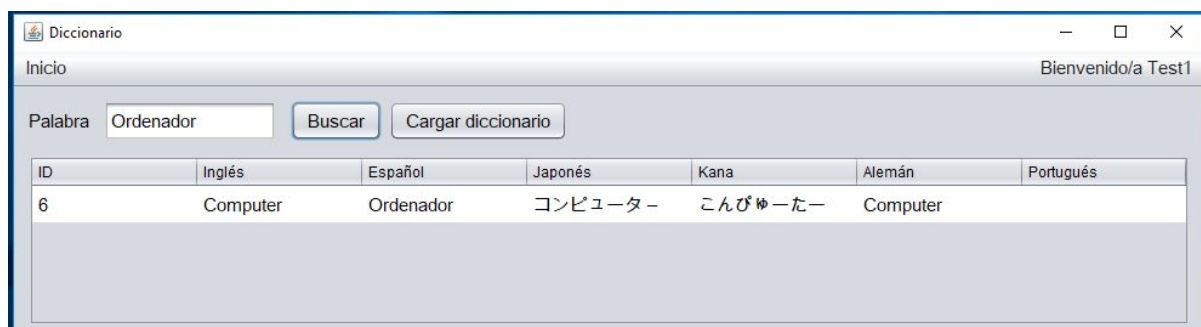 Diccionario
Inicio Bienvenido/a Test1
Palabra Ordenador Buscar Cargar diccionario
ID Inglés Español Japonés Kana Alemán Portugués
6 Computer Ordenador コンピューター こんぴゅーたー Computer